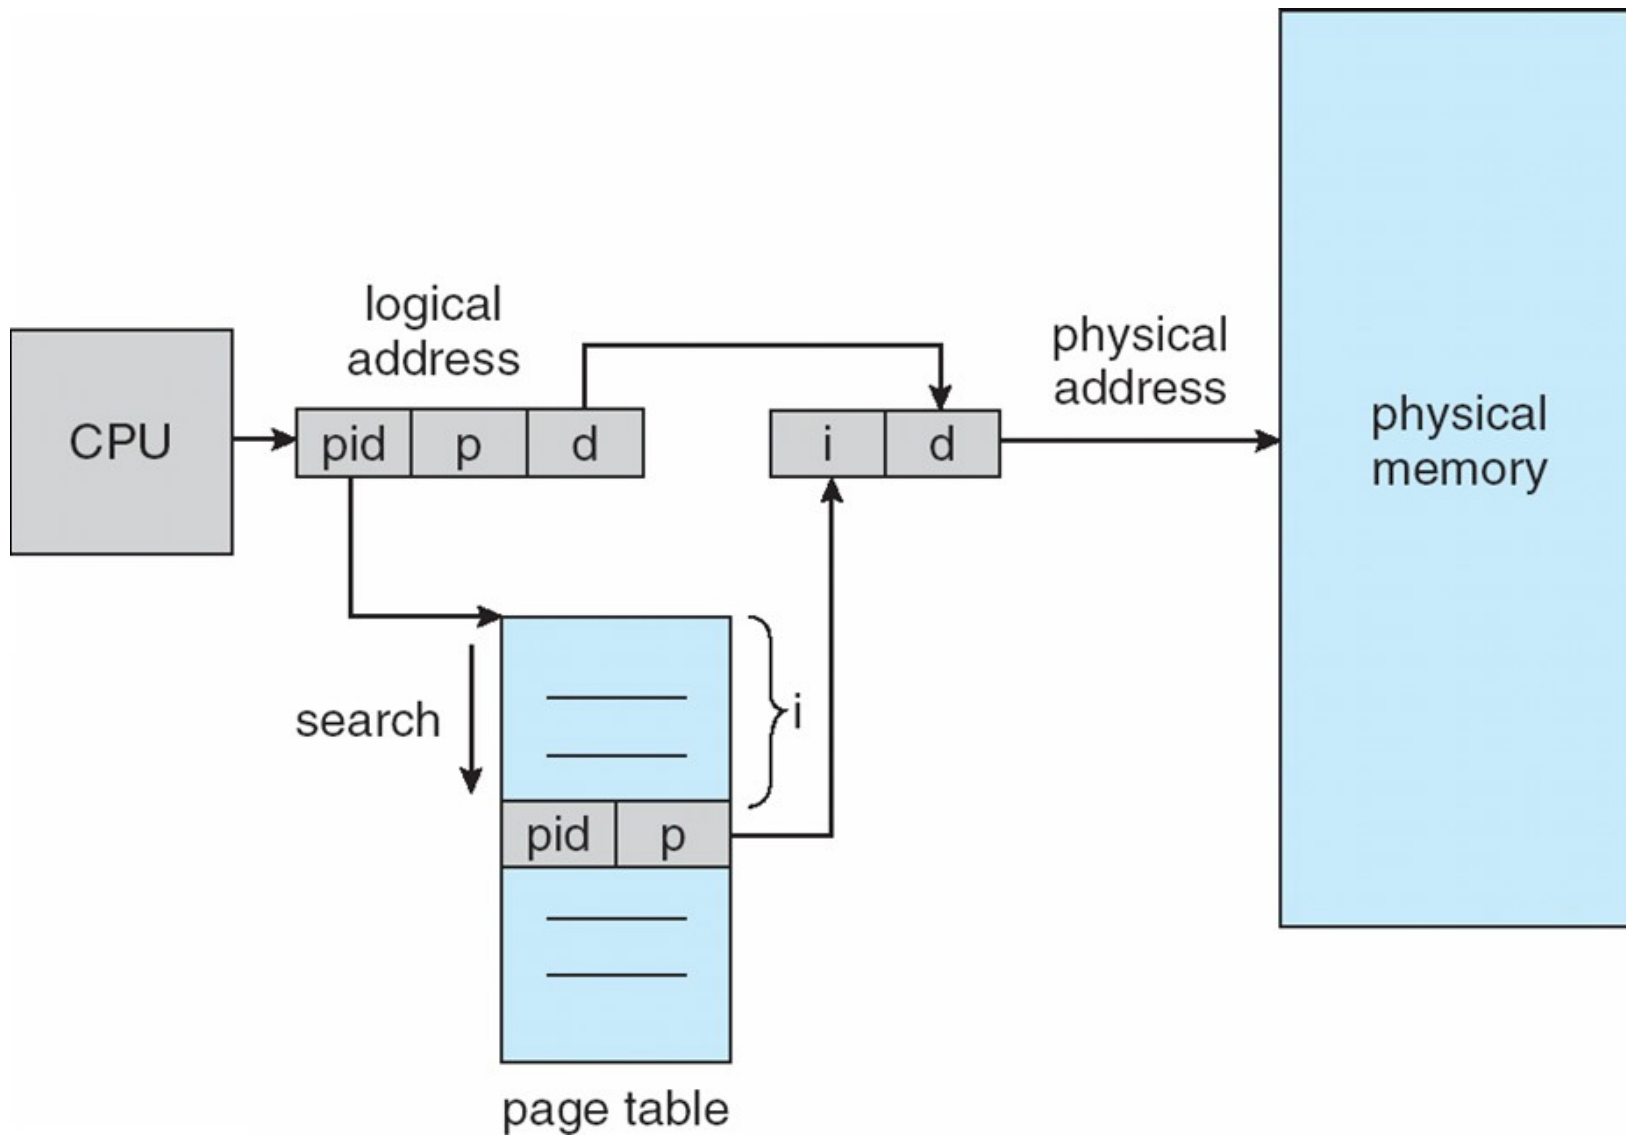 CPU
logical
address
pid
p
d
i
d
physical
address
physical
memory
search
i
pid
p
page table